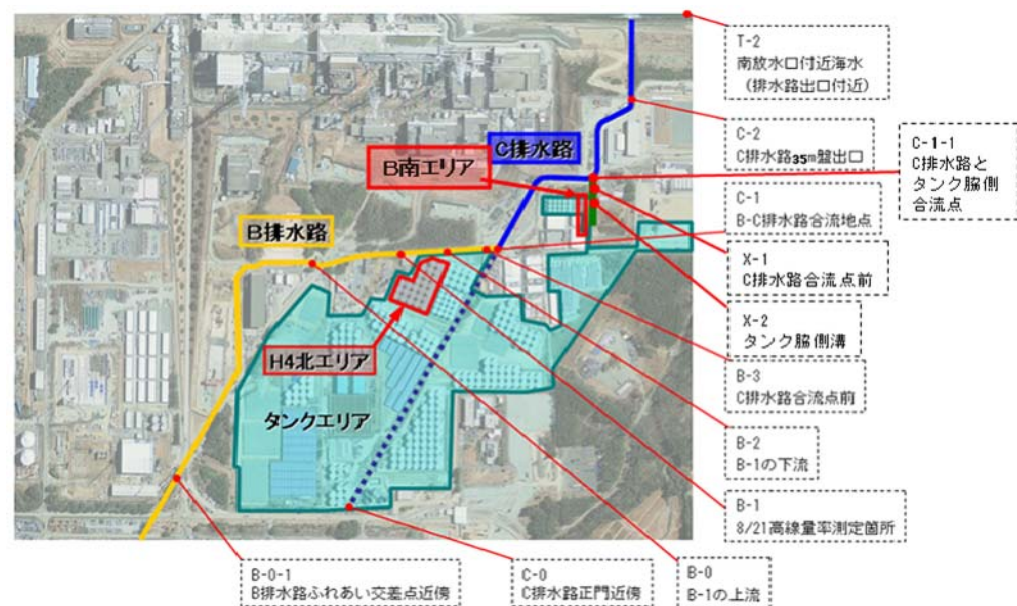 T-2
南放水口付近海水
(排水路出口付近)
C-2
C排水路35m盤出口
C-1-1
C排水路と
タンク脇側
合流点
C-1
B-C排水路合流地点
X-1
C排水路合流点前
X-2
タンク脇側溝
B-3
C排水路合流点前
B-2
B-1の下流
B-1
8/21高線量率測定箇所
C排水路
B南エリア
B排水路
H4北エリア
タンクエリア
B-0-1
B排水路ふれあい交差点近傍
C-0
C排水路正門近傍
B-0
B-1の上流